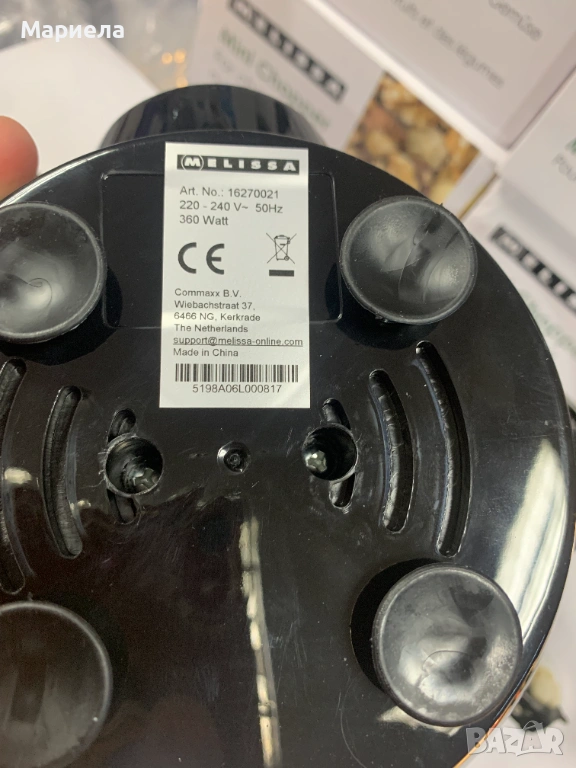 Мариела
MELISSA
Mini Chopper
MELISSA
MELISSA
Art. No.: 16270021
220 - 240 V~ 50Hz
360 Watt
CE
Commaxx B.V.
Wiebachstraat 37,
6466 NG, Kerkrade
The Netherlands
support@melissa-online.com
Made in China
5198A06L000817
BAZAR